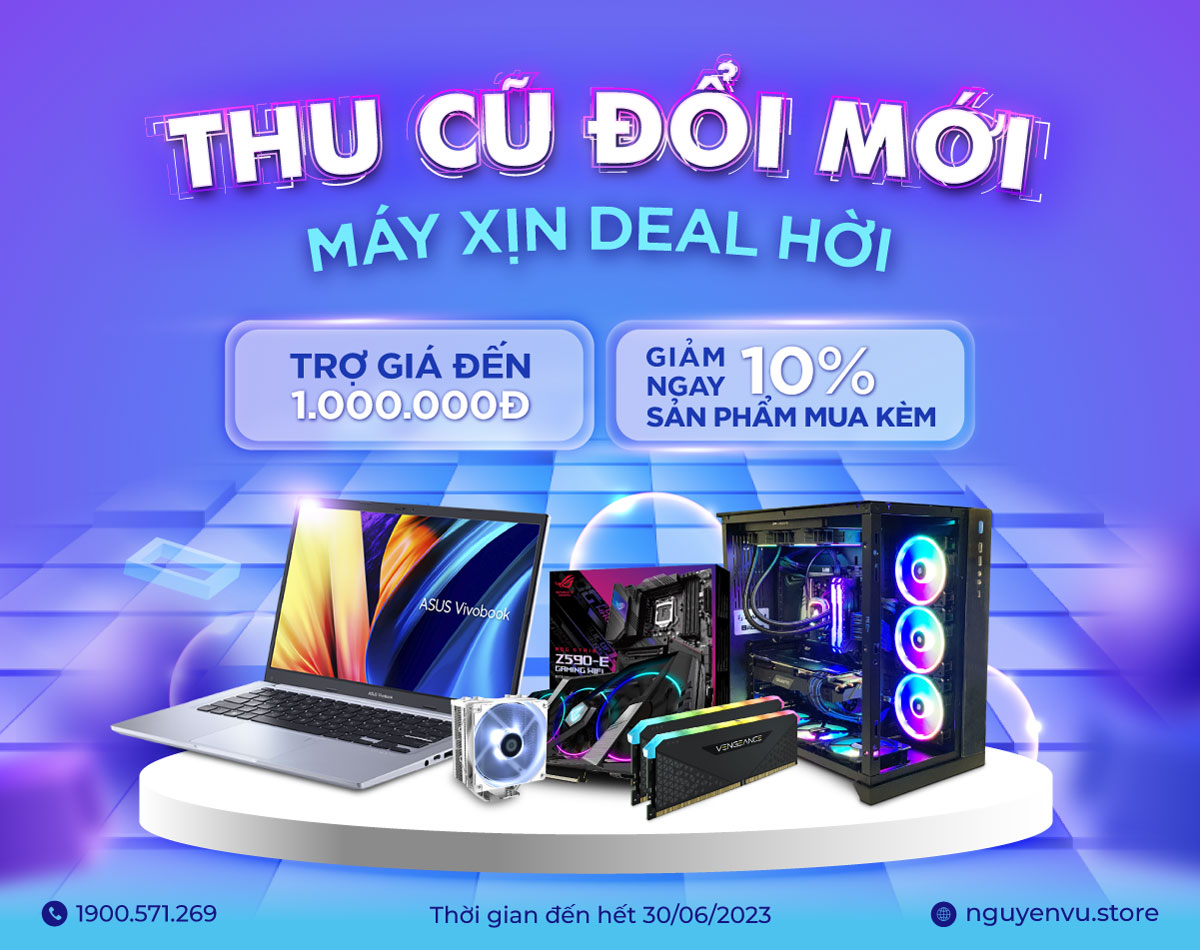 THU CŨ ĐỔI MỚI
MÁY XỊN DEAL HỜI
TRỢ GIÁ ĐẾN
1.000.000Đ
GIẢM
NGAY 10%
SẢN PHẨM MUA KÈM
ASUS Vivobook
ASUS Vivobook
Z590-E
GAMING WIFI
VENGEANCE
1900.571.269
Thời gian đến hết 30/06/2023
nguyenvu.store